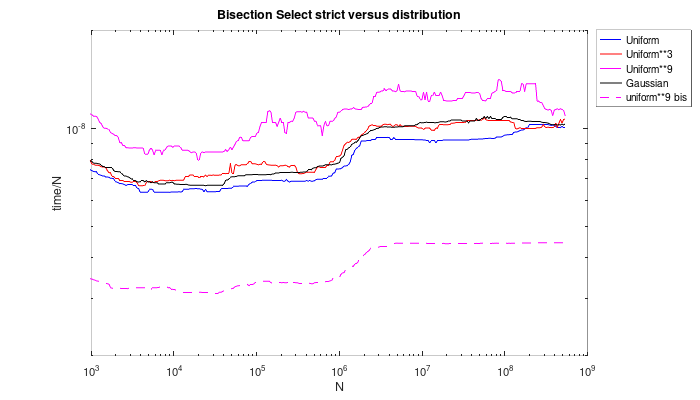 Bisection Select strict versus distribution
Uniform
Uniform**3
Uniform**9
Gaussian
uniform**9 bis
10^-8
time/N
10^3 10^4 10^5 10^6 10^7 10^8 10^9
N